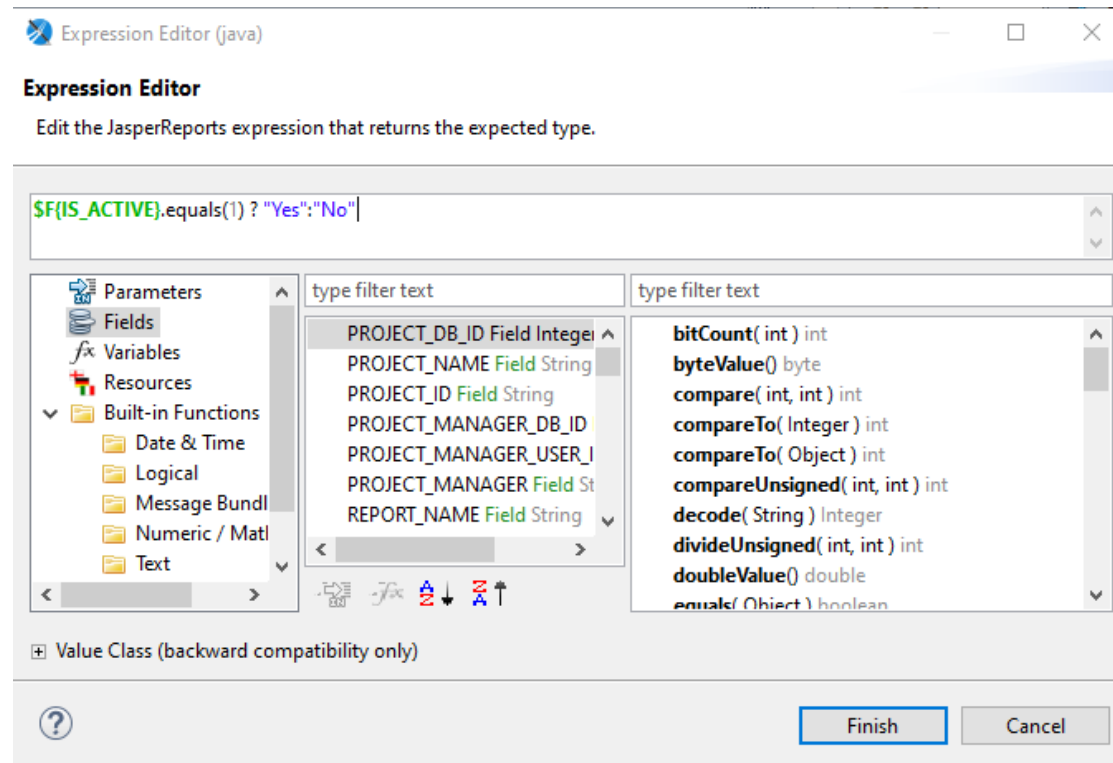 Expression Editor (java)
Expression Editor
Edit the JasperReports expression that returns the expected type.
$F{IS_ACTIVE}.equals(1) ? "Yes":"No"
Parameters
Fields
fx Variables
Resources
Built-in Functions
Date & Time
Logical
Message Bundl
Numeric / Matl
Text
type filter text
PROJECT_DB_ID Field Integer
PROJECT_NAME Field String
PROJECT_ID Field String
PROJECT_MANAGER_DB_ID
PROJECT_MANAGER_USER_I
PROJECT_MANAGER Field St
REPORT_NAME Field String
type filter text
bitCount( int ) int
byteValue() byte
compare( int, int ) int
compareTo( Integer ) int
compareTo( Object ) int
compareUnsigned( int, int ) int
decode( String ) Integer
divideUnsigned( int, int ) int
doubleValue() double
equals( Object ) boolean
Value Class (backward compatibility only)
Finish
Cancel